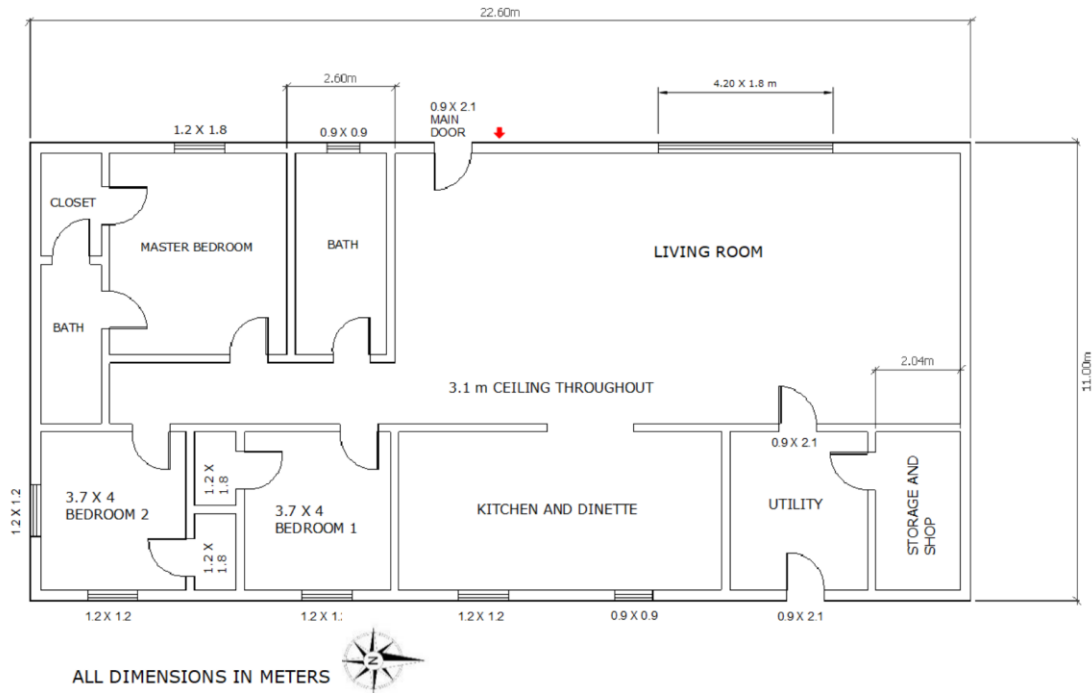 22.60m
2.60m
4.20 X 1.8 m
0.9 X 2.1
MAIN
DOOR
1.2 X 1.8
0.9 X 0.9
CLOSET
MASTER BEDROOM
BATH
LIVING ROOM
BATH
2.04m
11.00m
3.1 m CEILING THROUGHOUT
0.9 X 2.1
1.2 X 1.2
3.7 X 4
BEDROOM 2
1.2 X
1.8
1.2 X
1.8
3.7 X 4
BEDROOM 1
KITCHEN AND DINETTE
UTILITY
STORAGE AND
SHOP
1.2 X 1.2
1.2 X 1.:
1.2 X 1.2
0.9 X 0.9
0.9 X 2.1
N
ALL DIMENSIONS IN METERS